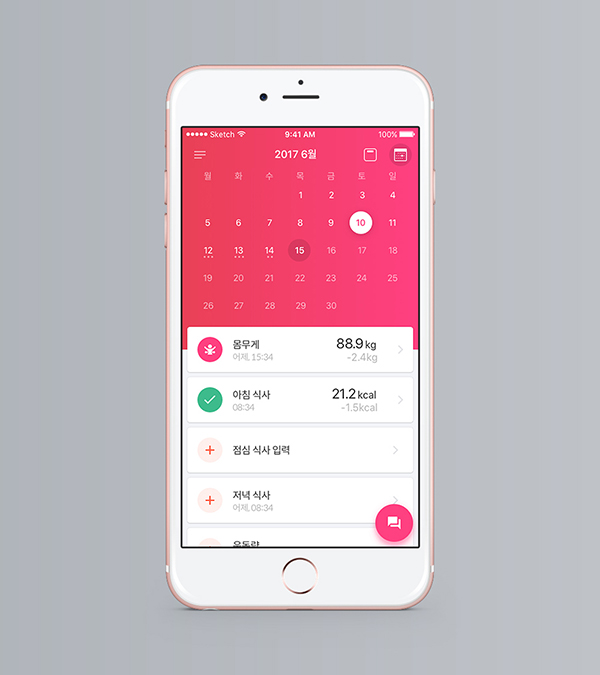 Sketch 9:41 AM 100%
2017 6월
월 화 수 목 금 토 일
1 2 3 4
5 6 7 8 9 10 11
12 13 14 15 16 17 18
19 20 21 22 23 24 25
26 27 28 29 30
몸무게 88.9 kg
어제, 15:34 -2.4kg
아침 식사 21.2 kcal
08:34 -1.5kcal
점심 식사 입력
저녁 식사
어제, 08:34
운동량